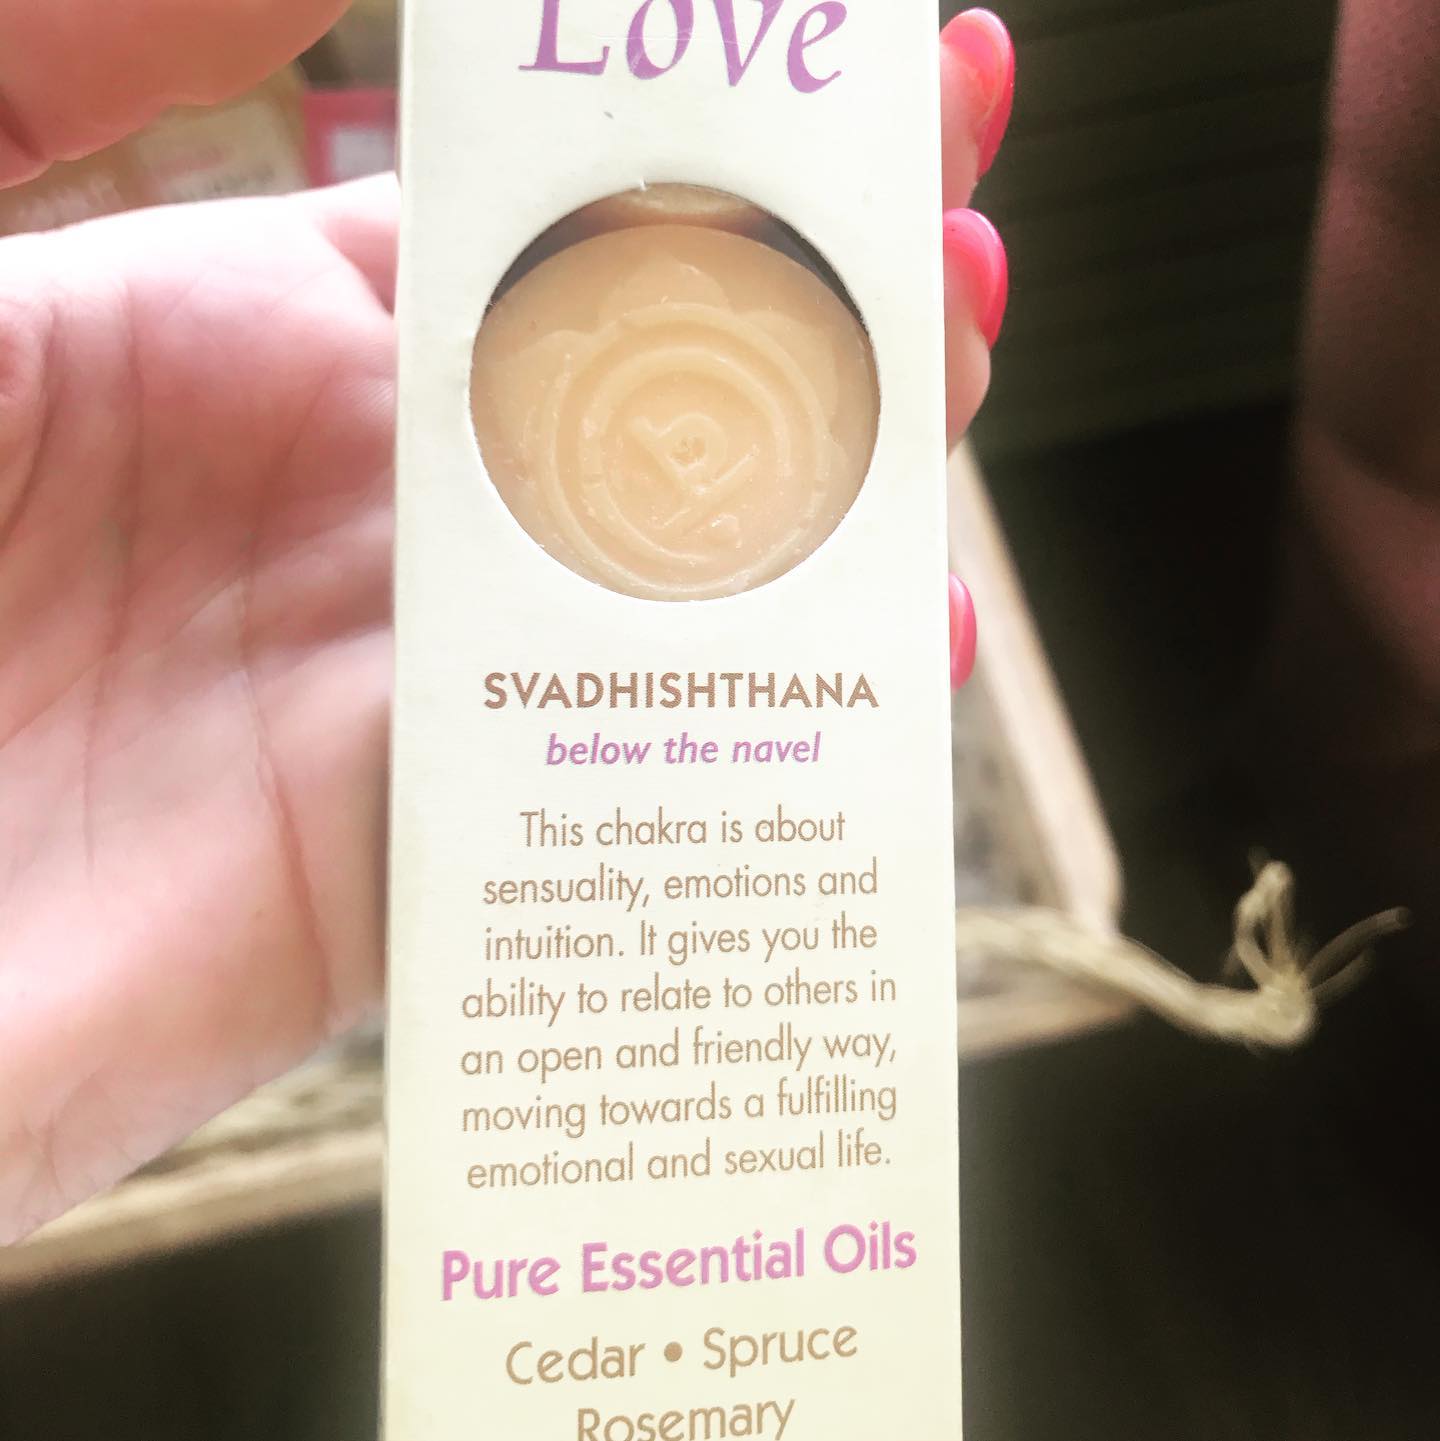 Love
SVADHISHTHANA
below the navel
This chakra is about
sensuality, emotions and
intuition. It gives you the
ability to relate to others in
an open and friendly way,
moving towards a fulfilling
emotional and sexual life.
Pure Essential Oils
Cedar • Spruce
Rosemary